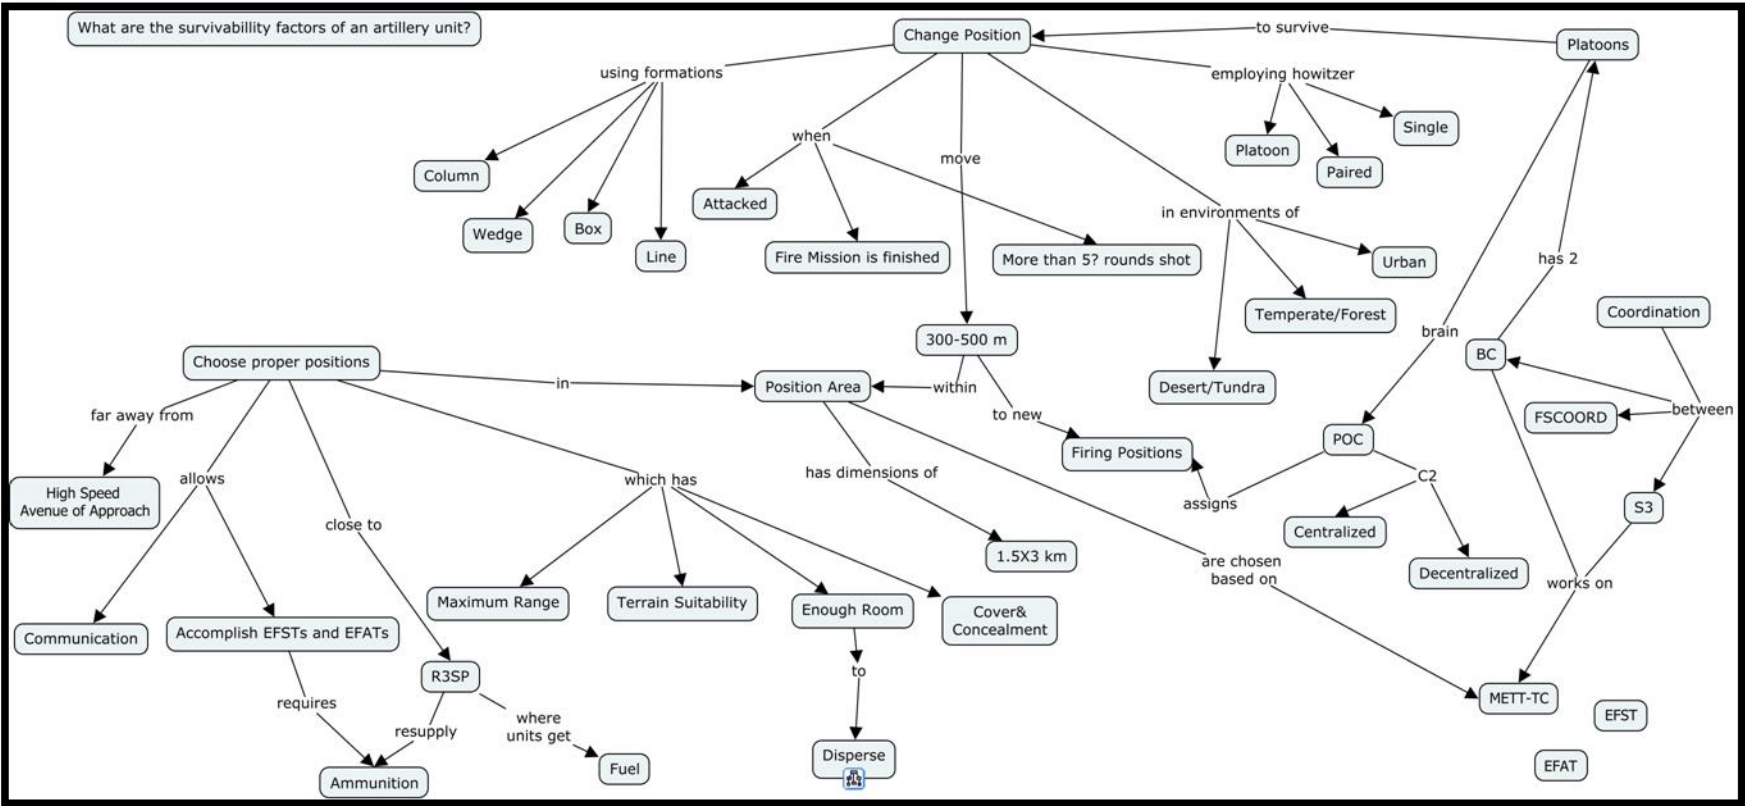 What are the survivabillity factors of an artillery unit?
Change Position
to survive
Platoons
using formations
employing howitzer
when
move
Single
Platoon
Paired
Column
Attacked
in environments of
Wedge
Box
Line
Fire Mission is finished
More than 5? rounds shot
Urban
has 2
Temperate/Forest
Coordination
brain
300-500 m
BC
Choose proper positions
in
Position Area
within
Desert/Tundra
far away from
to new
FSCOORD
between
POC
Firing Positions
has dimensions of
allows
which has
C2
High Speed
Avenue of Approach
assigns
S3
close to
Centralized
1.5X3 km
are chosen
based on
Decentralized
works on
Maximum Range
Terrain Suitability
Enough Room
Cover&
Concealment
Communication
Accomplish EFSTs and EFATs
R3SP
to
METT-TC
requires
resupply
where
units get
EFST
Disperse
Fuel
EFAT
Ammunition